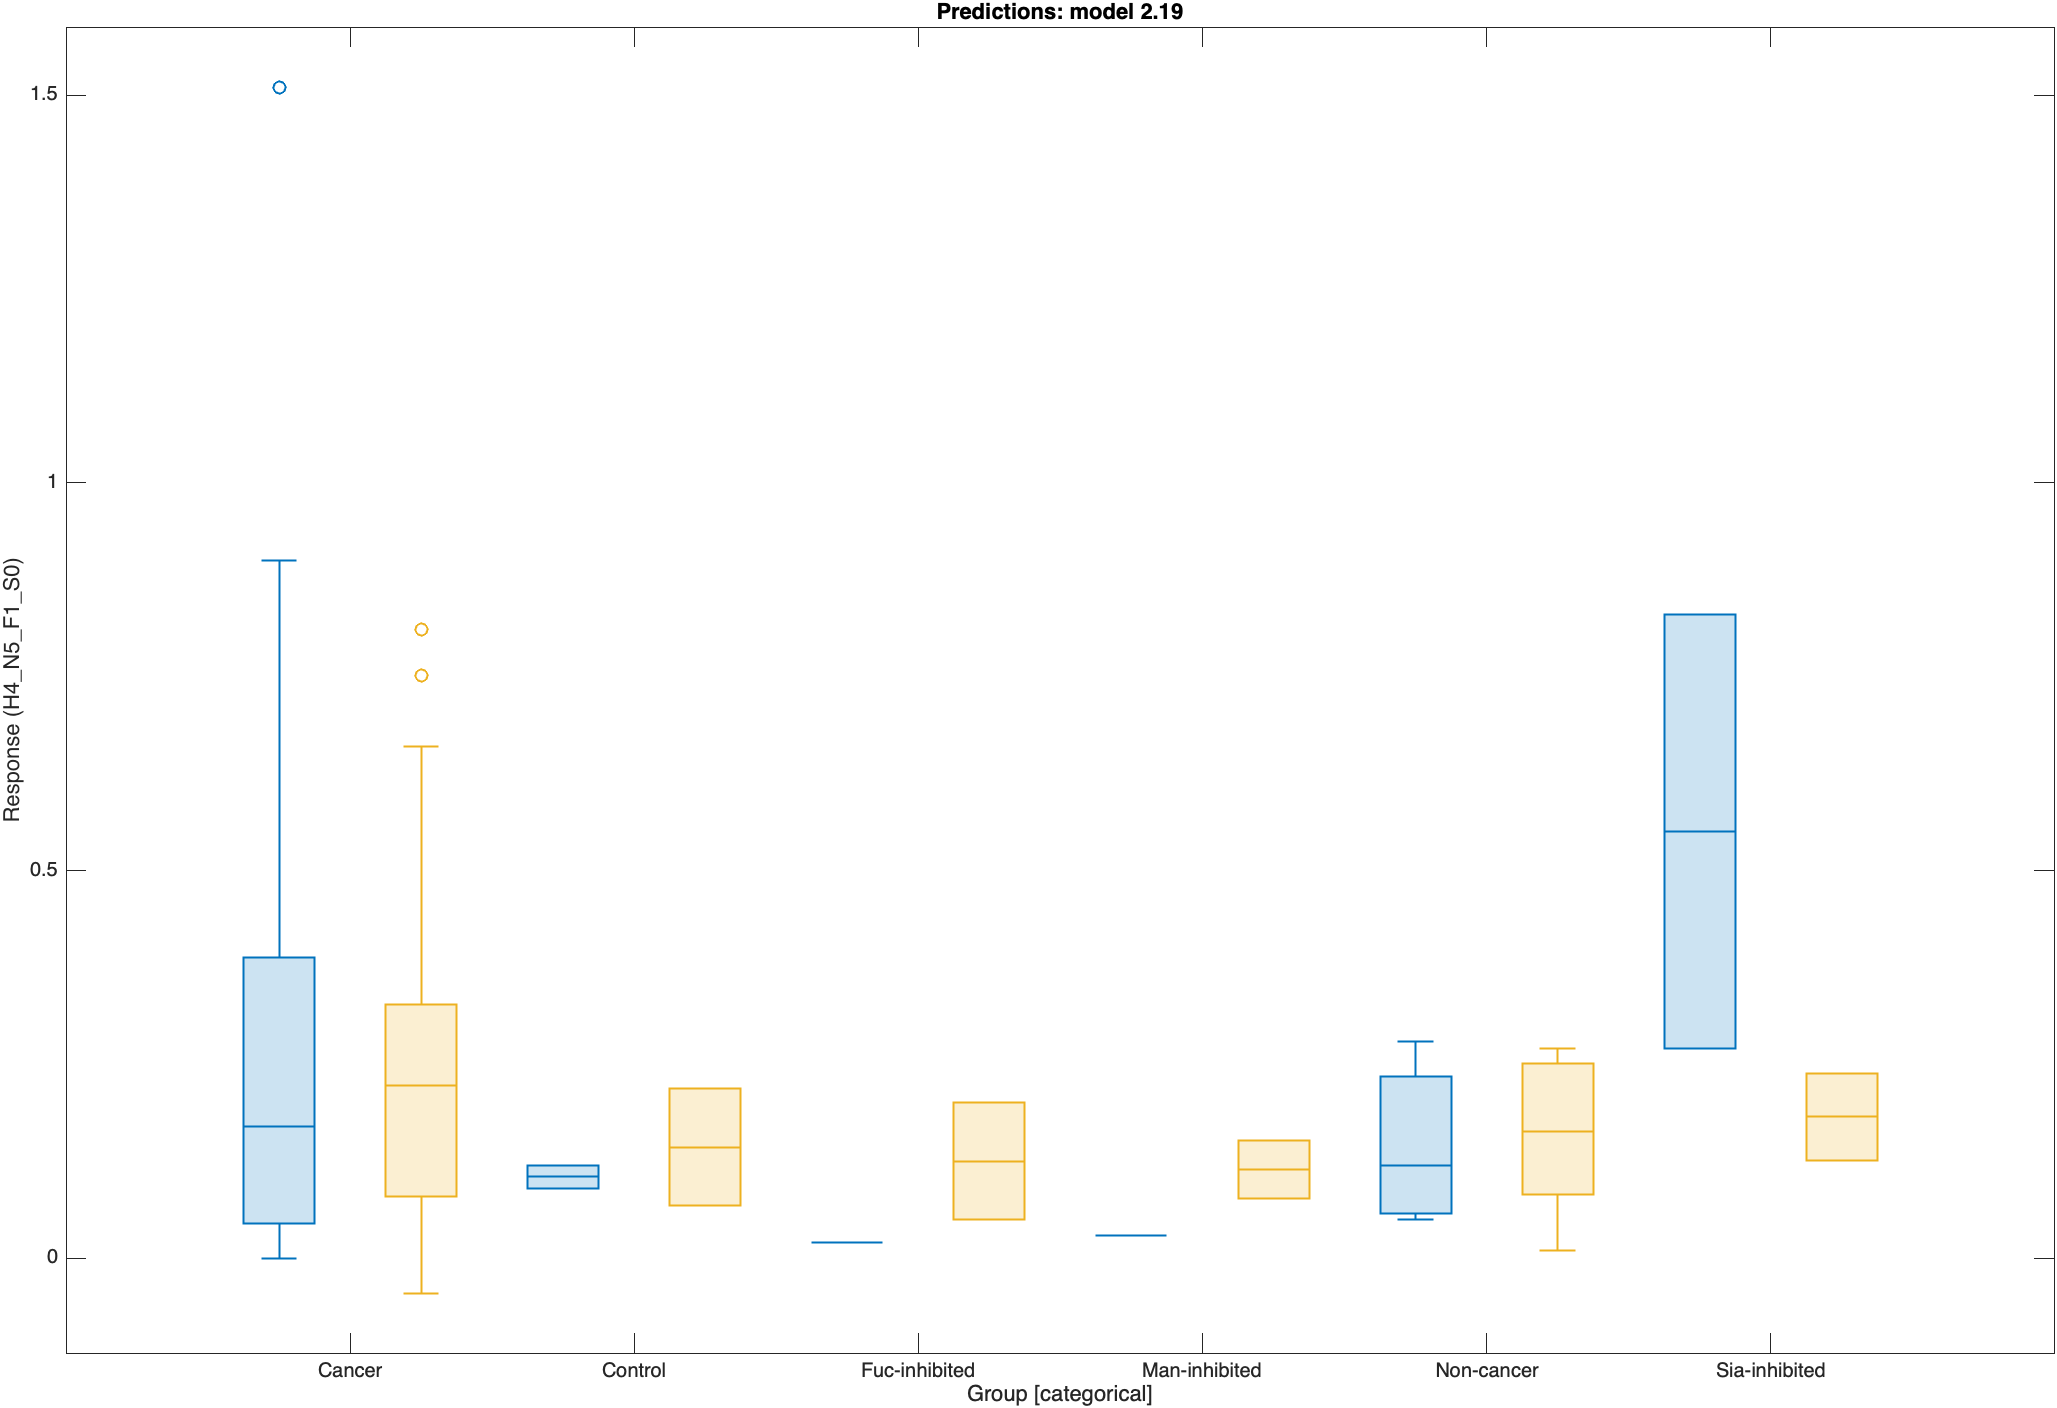 Predictions: model 2.19
1.5
1
0.5
0
Response (H4_N5_F1_S0)
Cancer Control Fuc-inhibited Man-inhibited Non-cancer Sia-inhibited
Group [categorical]